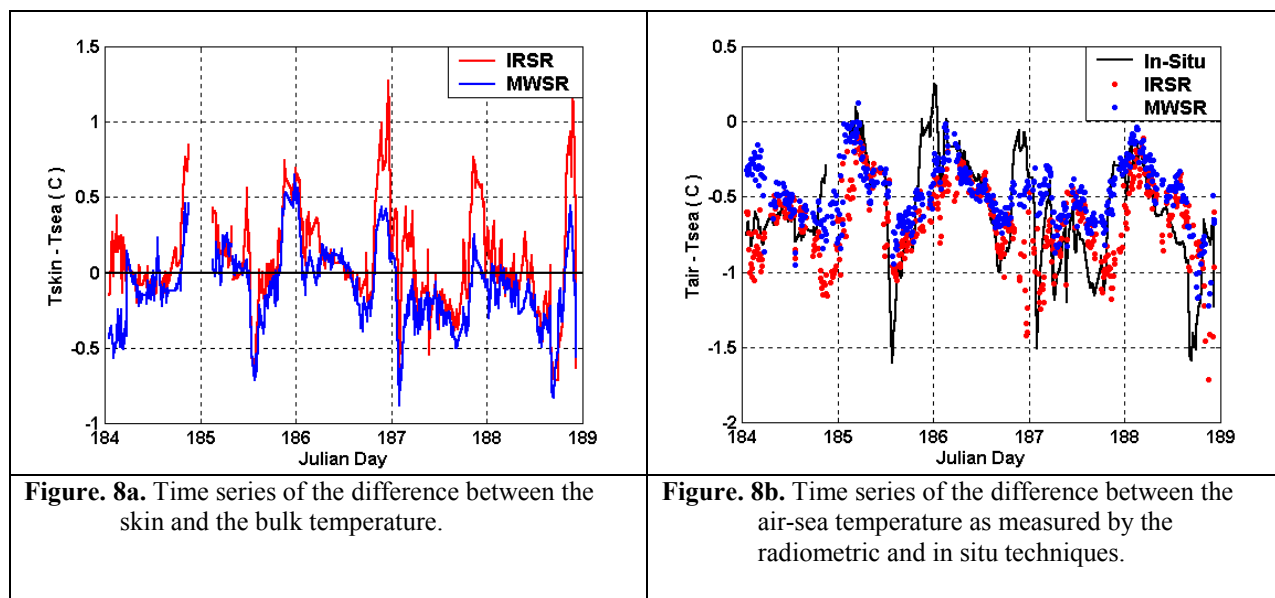 1.5
1
0.5
0
-0.5
-1
Tskin - Tsea ( C )
IRSR
MWSR
184 185 186 187 188 189
Julian Day
0.5
0
-0.5
-1
-1.5
-2
Tair - Tsea ( C )
In-Situ
IRSR
MWSR
184 185 186 187 188 189
Julian Day
Figure. 8a. Time series of the difference between the
skin and the bulk temperature.
Figure. 8b. Time series of the difference between the
air-sea temperature as measured by the
radiometric and in situ techniques.